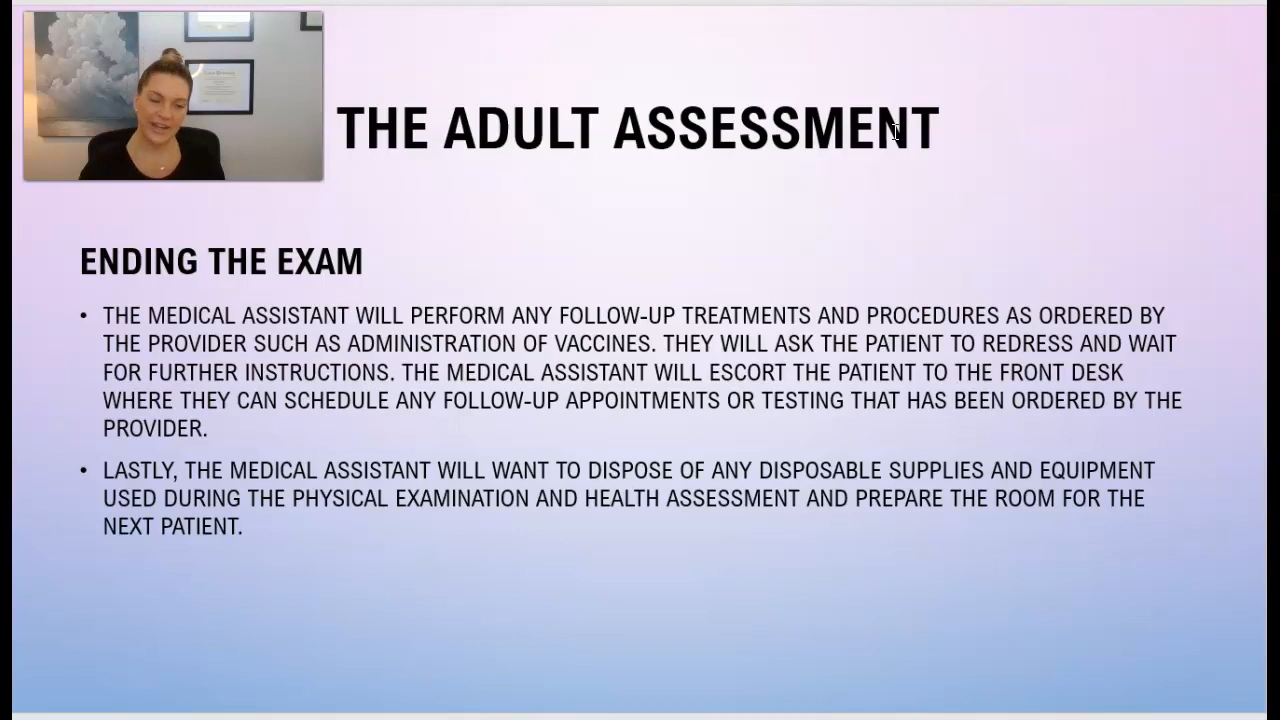 THE ADULT ASSESSMENT
ENDING THE EXAM
• THE MEDICAL ASSISTANT WILL PERFORM ANY FOLLOW-UP TREATMENTS AND PROCEDURES AS ORDERED BY
THE PROVIDER SUCH AS ADMINISTRATION OF VACCINES. THEY WILL ASK THE PATIENT TO REDRESS AND WAIT
FOR FURTHER INSTRUCTIONS. THE MEDICAL ASSISTANT WILL ESCORT THE PATIENT TO THE FRONT DESK
WHERE THEY CAN SCHEDULE ANY FOLLOW-UP APPOINTMENTS OR TESTING THAT HAS BEEN ORDERED BY THE
PROVIDER.
• LASTLY, THE MEDICAL ASSISTANT WILL WANT TO DISPOSE OF ANY DISPOSABLE SUPPLIES AND EQUIPMENT
USED DURING THE PHYSICAL EXAMINATION AND HEALTH ASSESSMENT AND PREPARE THE ROOM FOR THE
NEXT PATIENT.